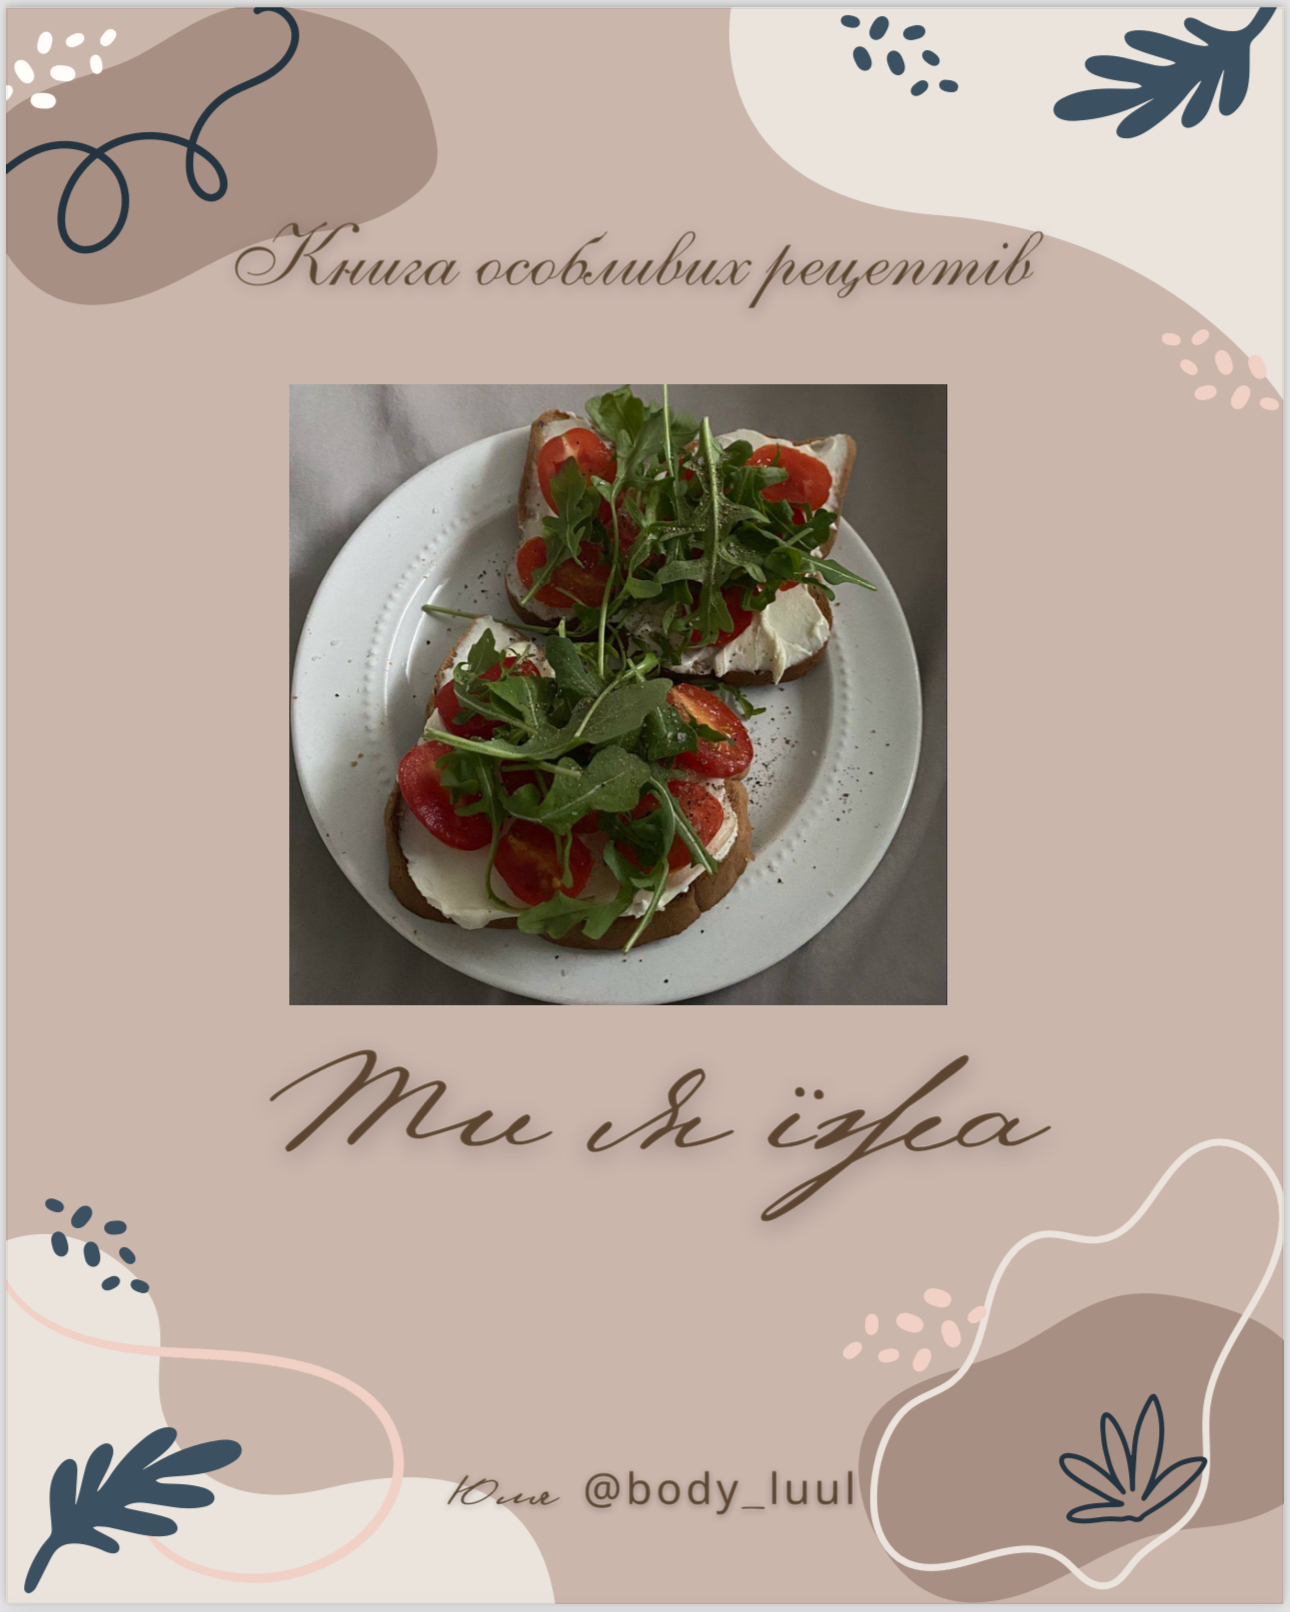 Книга особливих рецептів
Ти й їжа
Юля @body_luul